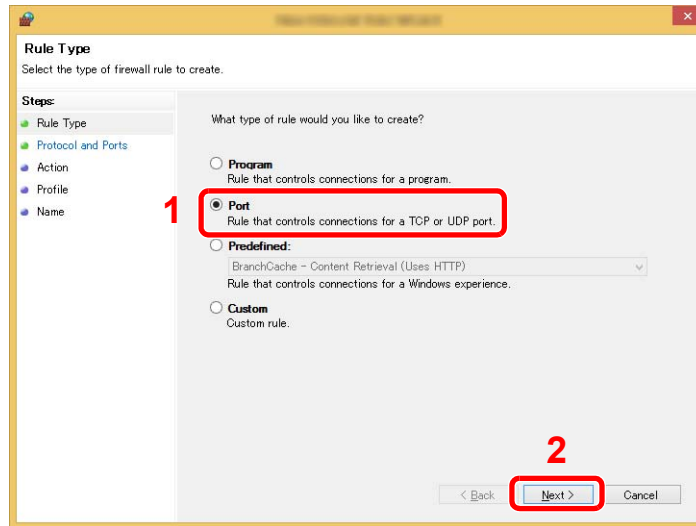 Rule Type
Select the type of firewall rule to create.
Steps:
Rule Type
Protocol and Ports
Action
Profile
Name
What type of rule would you like to create?
Program
Rule that controls connections for a program.
1
Port
Rule that controls connections for a TCP or UDP port.
Predefined:
BranchCache - Content Retrieval (Uses HTTP)
Rule that controls connections for a Windows experience.
Custom
Custom rule.
2
< Back Next > Cancel